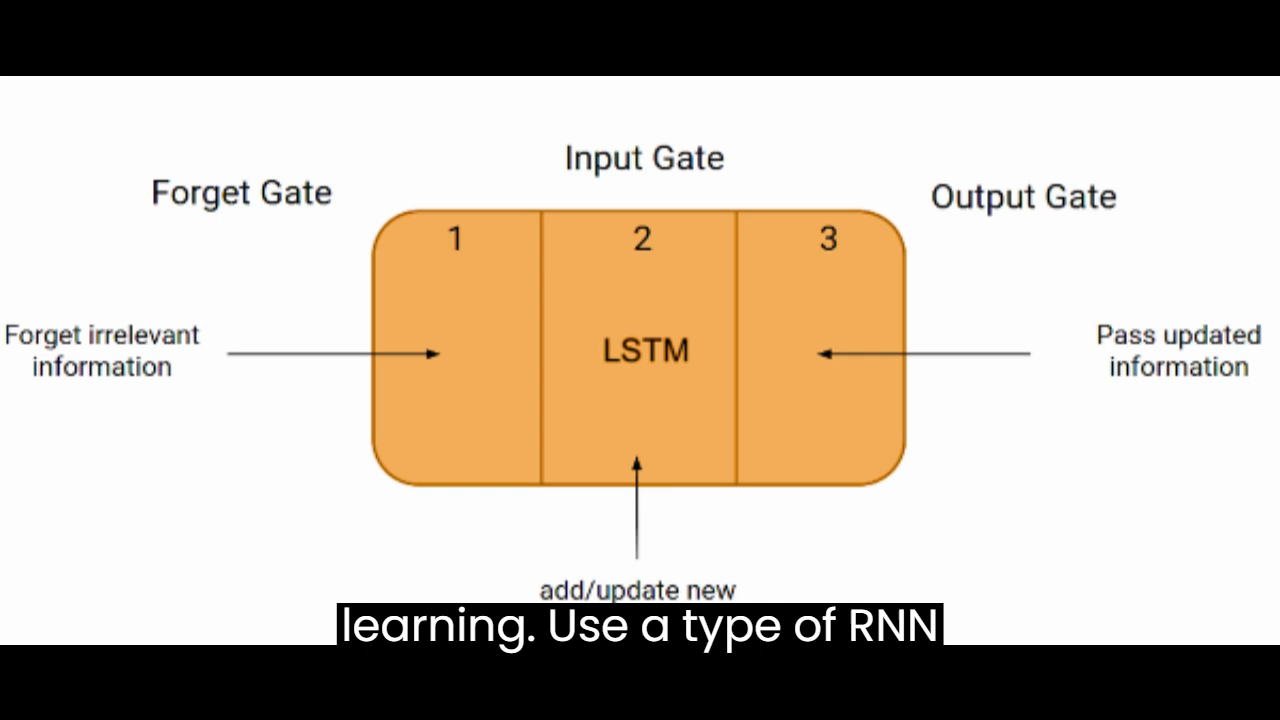 Input Gate
Forget Gate
Output Gate
1
2
3
Forget irrelevant
information
LSTM
Pass updated
information
add/update new
learning. Use a type of RNN